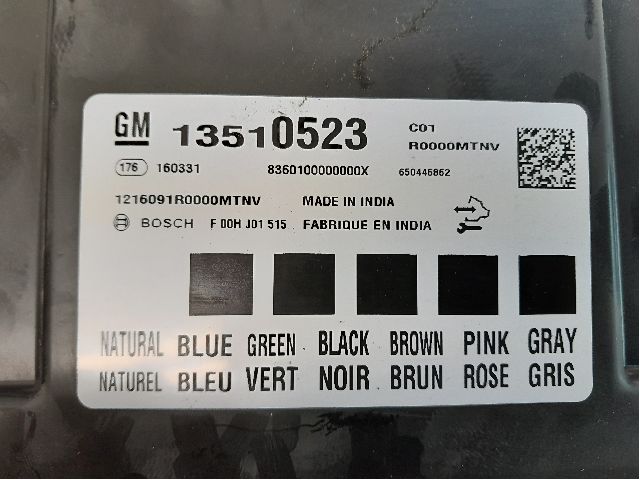 GM 13510523 C01
R0000MTNV
176 160331 8360100000000X 650446862
1216091R0000MTNV MADE IN INDIA
BOSCH F 00H J01 515 FABRIQUE EN INDIA
NATURAL BLUE GREEN BLACK BROWN PINK GRAY
NATUREL BLEU VERT NOIR BRUN ROSE GRIS